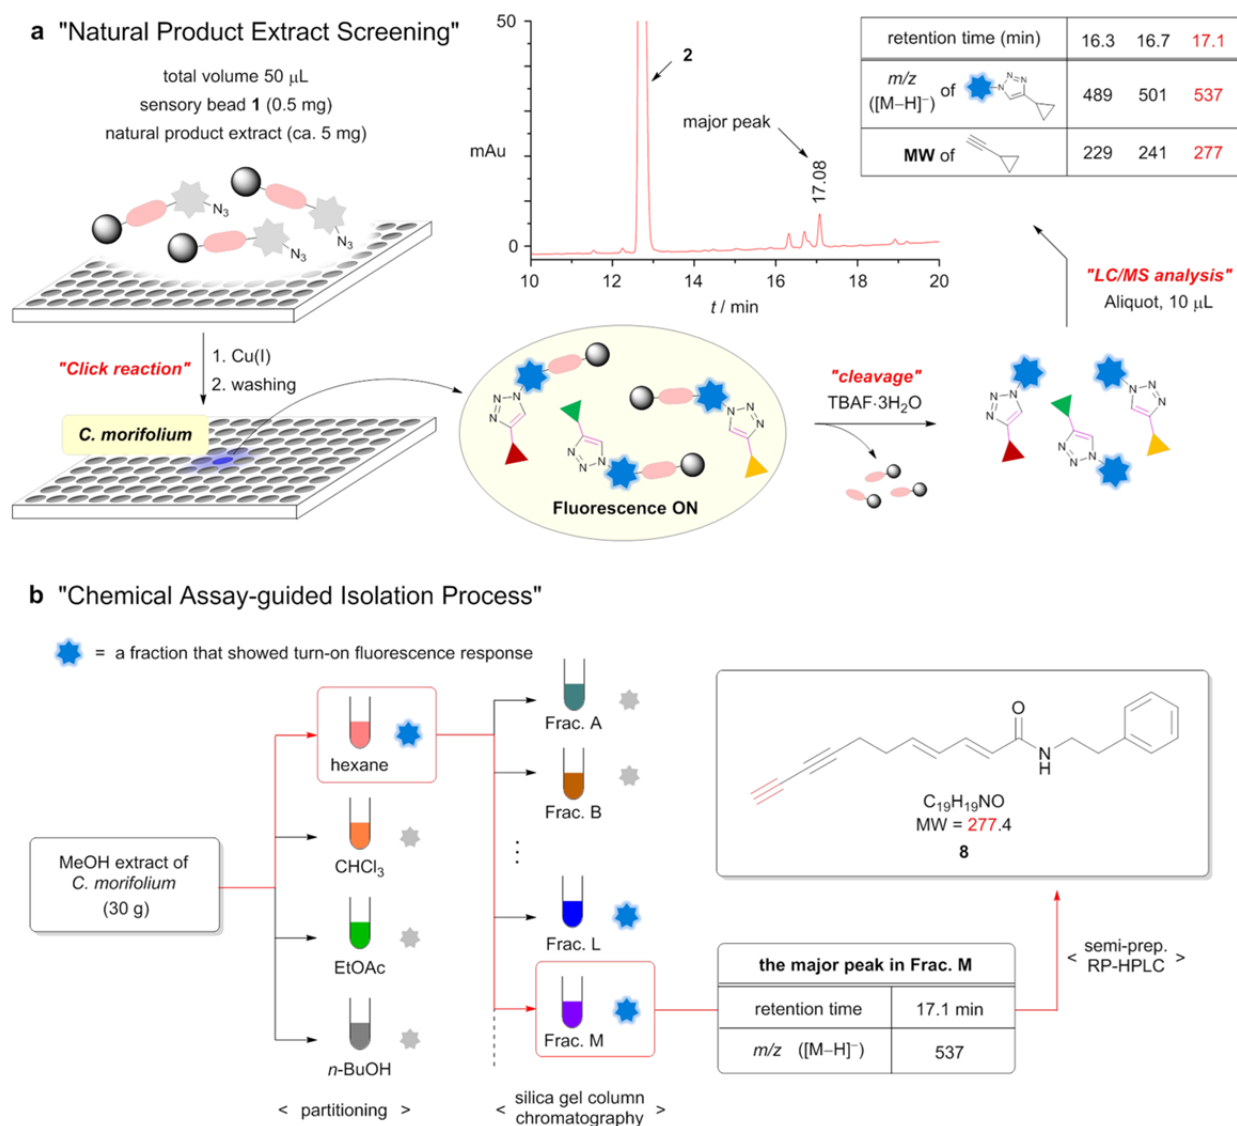 a "Natural Product Extract Screening"
total volume 50 μL
sensory bead 1 (0.5 mg)
natural product extract (ca. 5 mg)
N3
N3
N3
"Click reaction"
1. Cu(I)
2. washing
C. morifolium
50
mAu
0
2
major peak
17.08
10 12 14 16 18 20
t / min
retention time (min) 16.3 16.7 17.1
m/z ([M–H]⁻) of N N N 489 501 537
MW of 229 241 277
"LC/MS analysis"
Aliquot, 10 μL
N N N
N N N
N N N
Fluorescence ON
"cleavage"
TBAF·3H2O
N N N
N N N
N N N
b "Chemical Assay-guided Isolation Process"
= a fraction that showed turn-on fluorescence response
MeOH extract of
C. morifolium
(30 g)
hexane
CHCl3
EtOAc
n-BuOH
< partitioning >
Frac. A
Frac. B
⋮
Frac. L
Frac. M
< silica gel column
chromatography >
the major peak in Frac. M
retention time 17.1 min
m/z ([M–H]⁻) 537
< semi-prep.
RP-HPLC >
O
N
H
C19H19NO
MW = 277.4
8